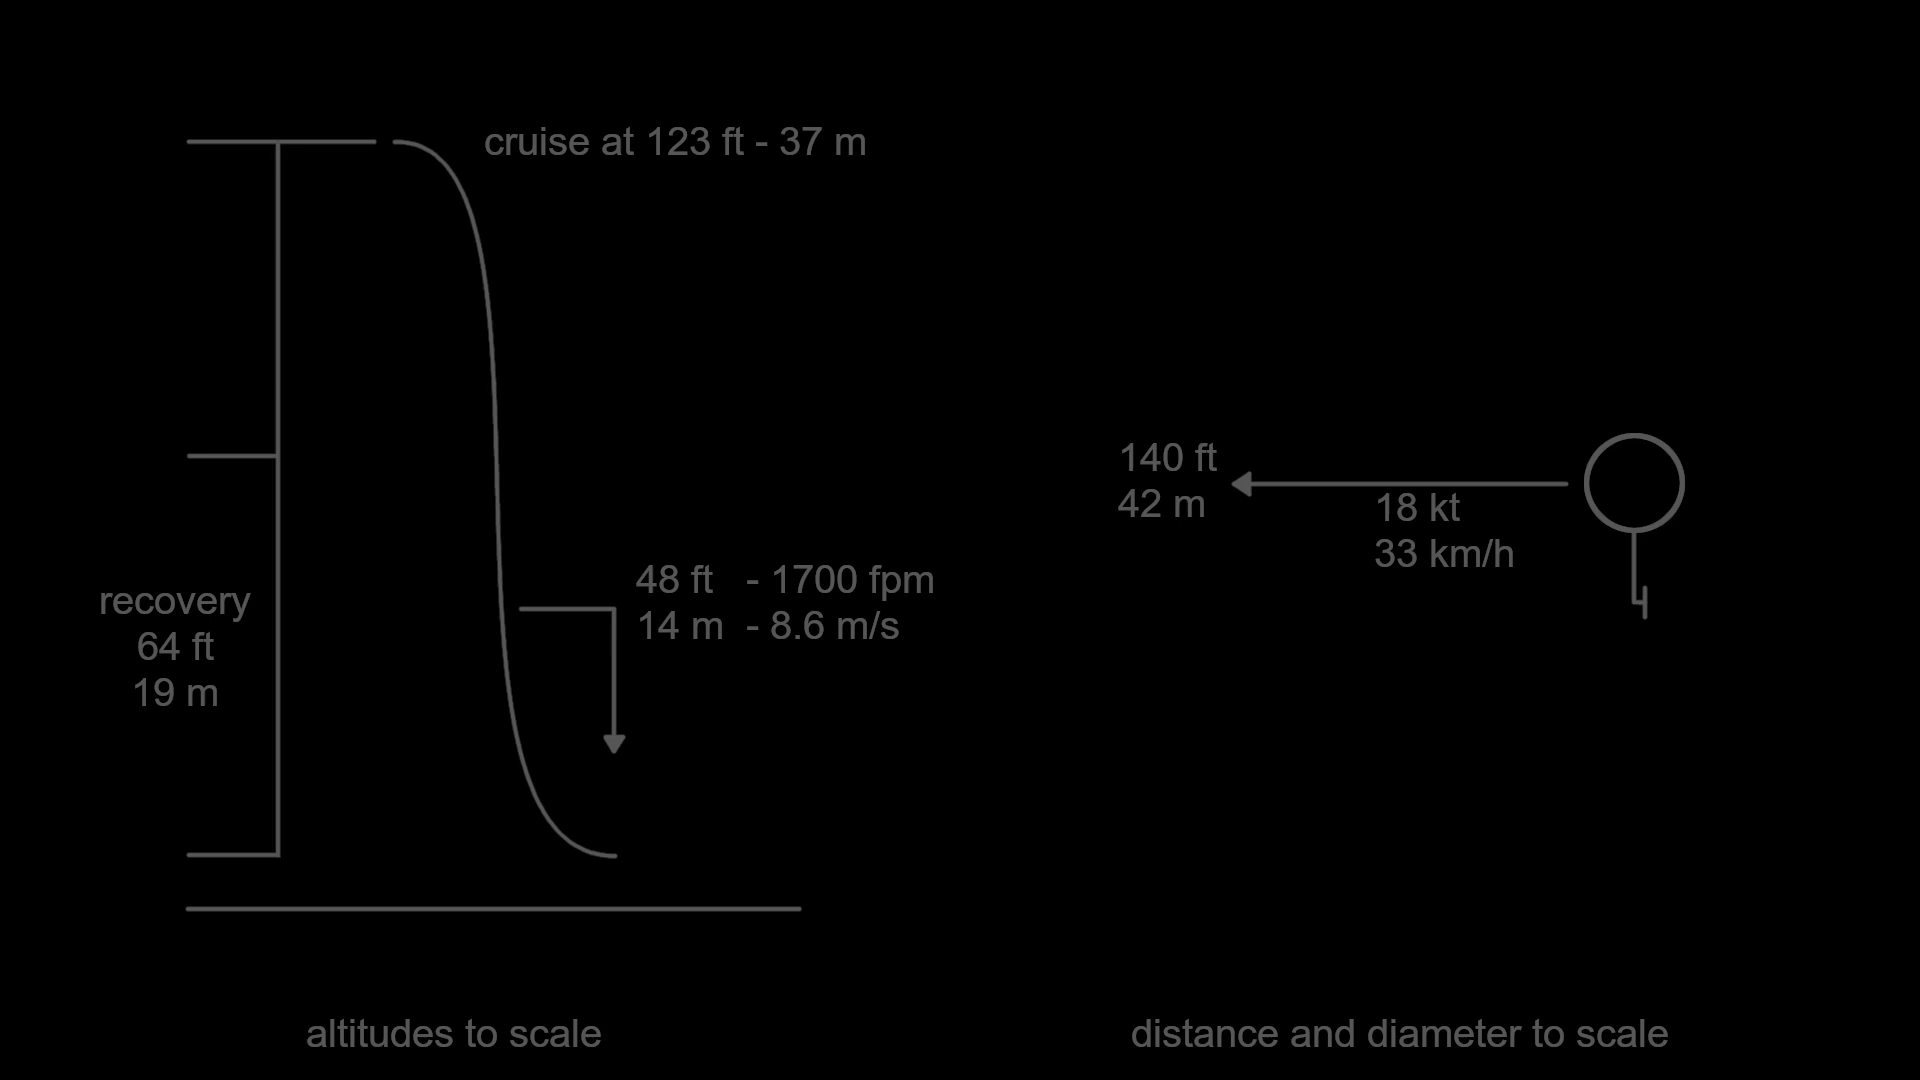 cruise at 123 ft - 37 m
140 ft
42 m
18 kt
33 km/h
48 ft - 1700 fpm
14 m - 8.6 m/s
recovery
64 ft
19 m
altitudes to scale
distance and diameter to scale